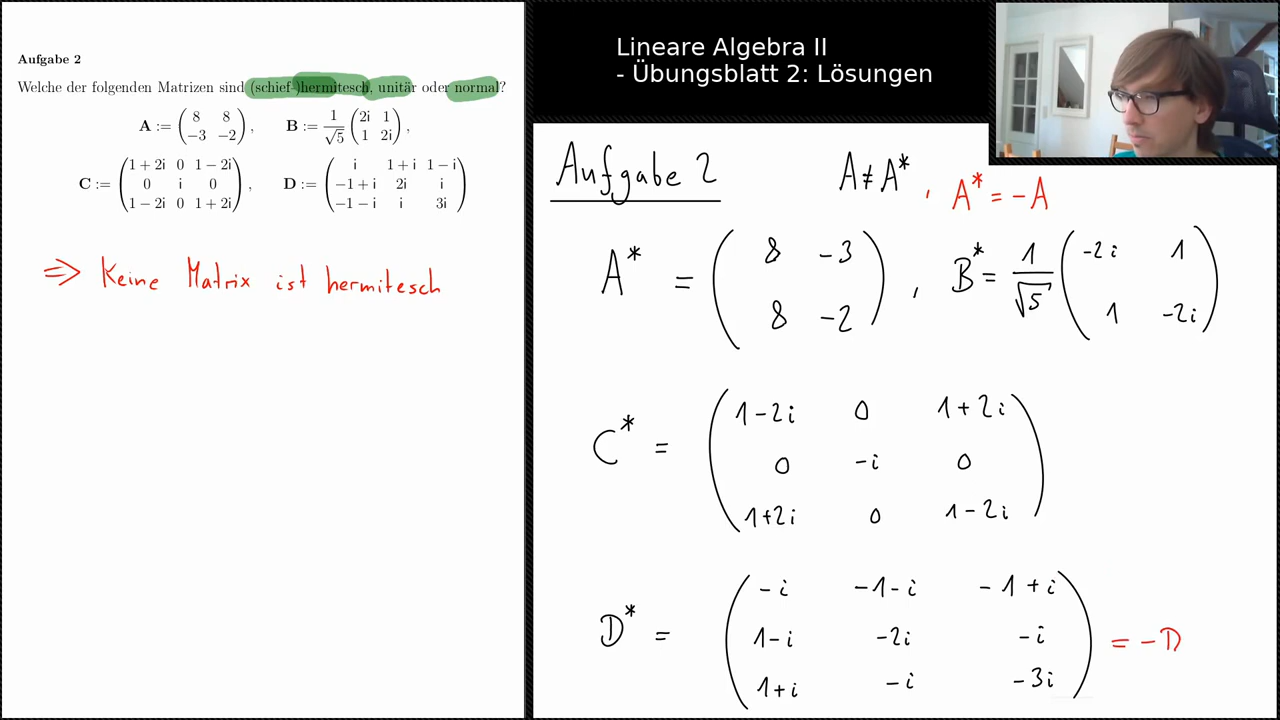 Aufgabe 2
Welche der folgenden Matrizen sind (schief-)hermitesch, unitär oder normal?
A := ( 8 8 ; −3 −2 ), B := 1/√5 ( 2i 1 ; 1 2i ),
C := ( 1 + 2i 0 1 − 2i ; 0 i 0 ; 1 − 2i 0 1 + 2i ), D := ( i 1 + i 1 − i ; −1 + i 2i i ; −1 − i i 3i )
⇒ Keine Matrix ist hermitesch
Lineare Algebra II
- Übungsblatt 2: Lösungen
Aufgabe 2 A ≠ A* , A* = -A
A* = ( 8 -3 ; 8 -2 ) , B* = 1/√5 ( -2i 1 ; 1 -2i )
C* = ( 1-2i 0 1+2i ; 0 -i 0 ; 1+2i 0 1-2i )
D* = ( -i -1-i -1+i ; 1-i -2i -i ; 1+i -i -3i ) = -D